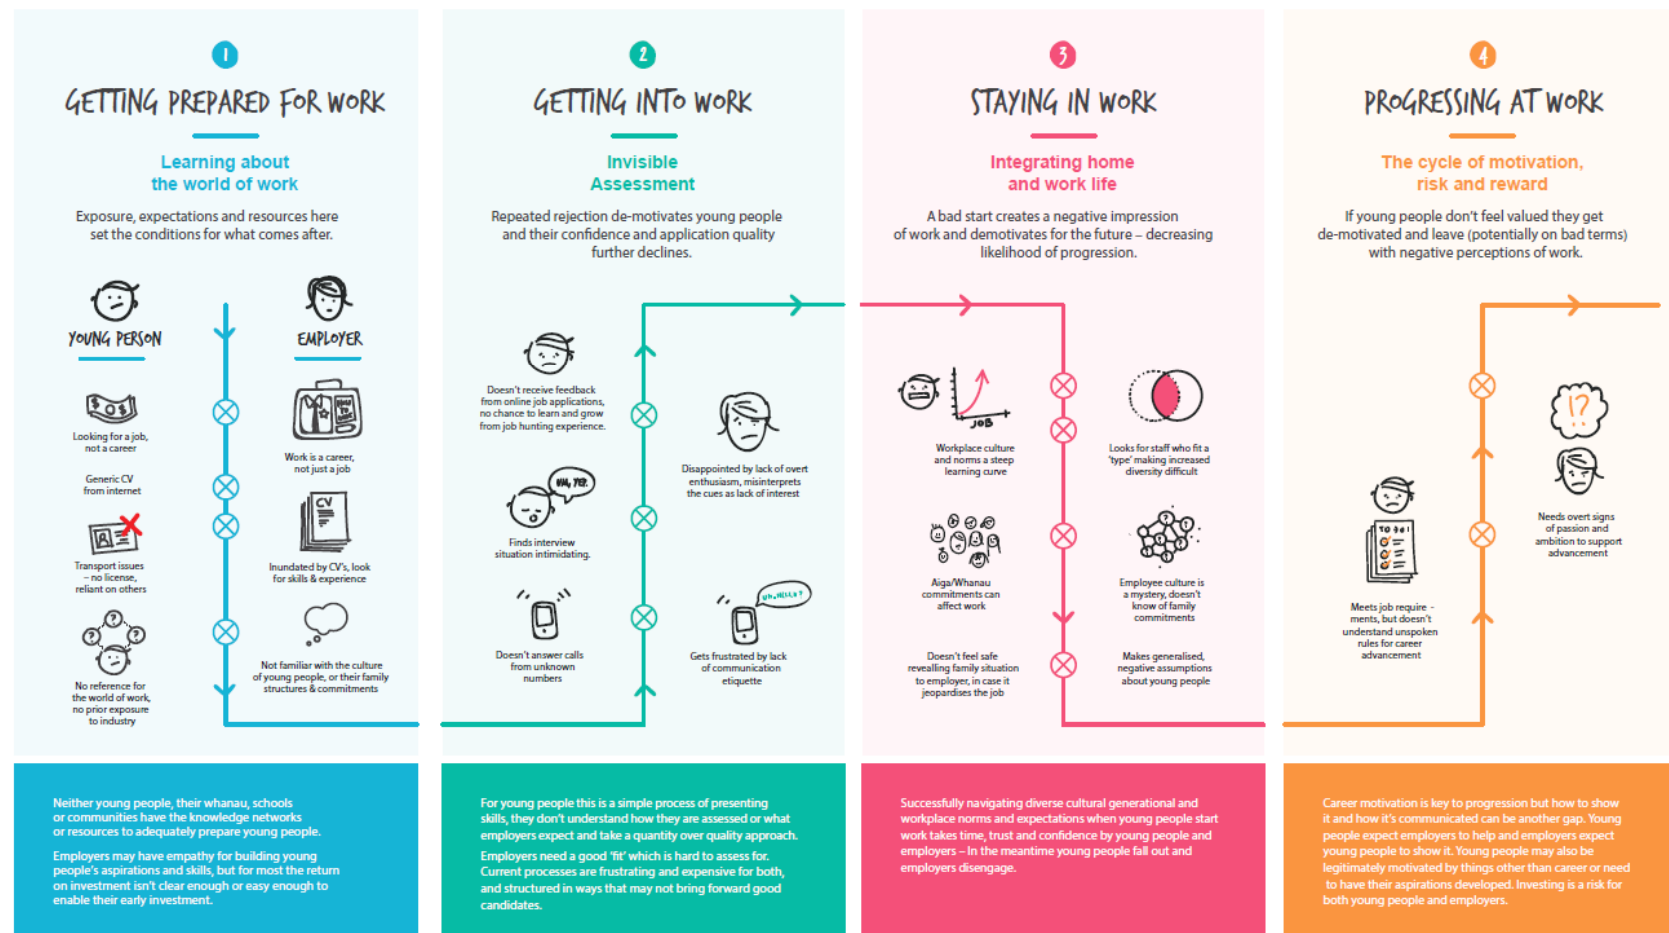 1
GETTING PREPARED FOR WORK
Learning about
the world of work
Exposure, expectations and resources here
set the conditions for what comes after.
YOUNG PERSON
EMPLOYER
$ O $
Looking for a job,
not a career
HOW TO
Work is a career,
not just a job
Generic CV
from internet
CV
Transport issues
– no license,
reliant on others
Inundated by CV's, look
for skills & experience
? ? ?
No reference for
the world of work,
no prior exposure
to industry
Not familiar with the culture
of young people, or their family
structures & commitments
Neither young people, their whanau, schools
or communities have the knowledge networks
or resources to adequately prepare young people.
Employers may have empathy for building young
people's aspirations and skills, but for most the return
on investment isn't clear enough or easy enough to
enable their early investment.
2
GETTING INTO WORK
Invisible
Assessment
Repeated rejection de-motivates young people
and their confidence and application quality
further declines.
Doesn't receive feedback
from online job applications,
no chance to learn and grow
from job hunting experience.
Disappointed by lack of overt
enthusiasm, misinterprets
the cues as lack of interest
UM, YEP.
Finds interview
situation intimidating.
Doesn't answer calls
from unknown
numbers
UH, HELLO?
Gets frustrated by lack
of communication
etiquette
For young people this is a simple process of presenting
skills, they don't understand how they are assessed or what
employers expect and take a quantity over quality approach.
Employers need a good 'fit' which is hard to assess for.
Current processes are frustrating and expensive for both,
and structured in ways that may not bring forward good
candidates.
3
STAYING IN WORK
Integrating home
and work life
A bad start creates a negative impression
of work and demotivates for the future – decreasing
likelihood of progression.
JOB
Workplace culture
and norms a steep
learning curve
Looks for staff who fit a
'type' making increased
diversity difficult
Aiga/Whanau
commitments can
affect work
Employee culture is
a mystery, doesn't
know of family
commitments
Doesn't feel safe
revealling family situation
to employer, in case it
jeopardises the job
Makes generalised,
negative assumptions
about young people
Successfully navigating diverse cultural generational and
workplace norms and expectations when young people start
work takes time, trust and confidence by young people and
employers – In the meantime young people fall out and
employers disengage.
4
PROGRESSING AT WORK
The cycle of motivation,
risk and reward
If young people don't feel valued they get
de-motivated and leave (potentially on bad terms)
with negative perceptions of work.
!?
Needs overt signs
of passion and
ambition to support
advancement
TO DO!
Meets job require -
ments, but doesn't
understand unspoken
rules for career
advancement
Career motivation is key to progression but how to show
it and how it's communicated can be another gap. Young
people expect employers to help and employers expect
young people to show it. Young people may also be
legitimately motivated by things other than career or need
to have their aspirations developed. Investing is a risk for
both young people and employers.